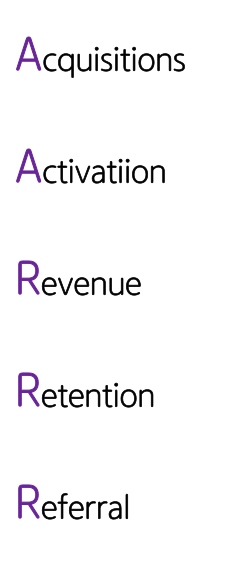 Acquisitions
Activatiion
Revenue
Retention
Referral